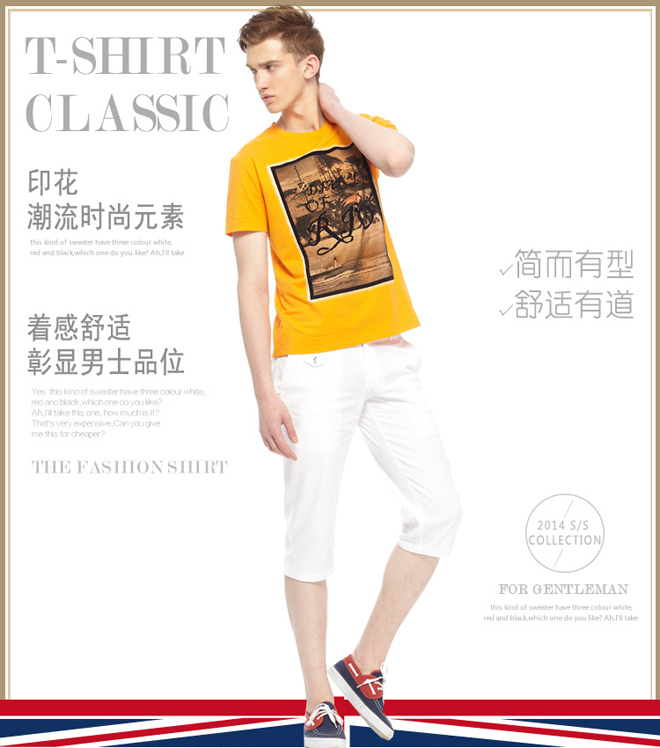 T-SHIRT
CLASSIC
印花
潮流时尚元素
this kind of sweater have three colour white,
red and black,which one do you like? Ah,I'll take
着感舒适
彰显男士品位
Yes this kind of sweater have three colour white,
red and black,which one do you like?
Ah,I'll take this one, how much is it?
That's very expensive,Can you give
me this for cheaper?
THE FASHION SHIRT
✓简而有型
✓舒适有道
2014 S/S
COLLECTION
FOR GENTLEMAN
this kind of sweater have three colour white,
red and black,which one do you like? Ah,I'll take